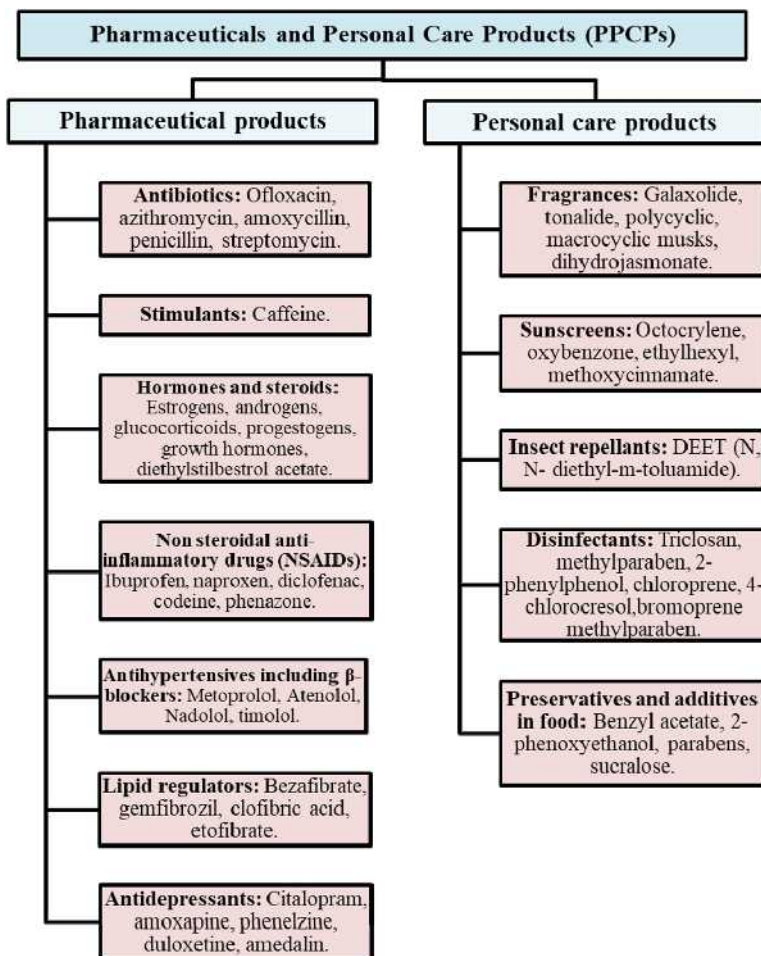 Pharmaceuticals and Personal Care Products (PPCPs)
Pharmaceutical products
Antibiotics: Ofloxacin,
azithromycin, amoxycillin,
penicillin, streptomycin.
Stimulants: Caffeine.
Hormones and steroids:
Estrogens, androgens,
glucocorticoids, progestogens,
growth hormones,
diethylstilbestrol acetate.
Non steroidal anti-
inflammatory drugs (NSAIDs):
Ibuprofen, naproxen, diclofenac,
codeine, phenazone.
Antihypertensives including β-
blockers: Metoprolol, Atenolol,
Nadolol, timolol.
Lipid regulators: Bezafibrate,
gemfibrozil, clofibric acid,
etofibrate.
Antidepressants: Citalopram,
amoxapine, phenelzine,
duloxetine, amedalin.
Personal care products
Fragrances: Galaxolide,
tonalide, polycyclic,
macrocyclic musks,
dihydrojasmonate.
Sunscreens: Octocrylene,
oxybenzone, ethylhexyl,
methoxycinnamate.
Insect repellants: DEET (N,
N- diethyl-m-toluamide).
Disinfectants: Triclosan,
methylparaben, 2-
phenylphenol, chloroprene, 4-
chlorocresol,bromoprene
methylparaben.
Preservatives and additives
in food: Benzyl acetate, 2-
phenoxyethanol, parabens,
sucralose.